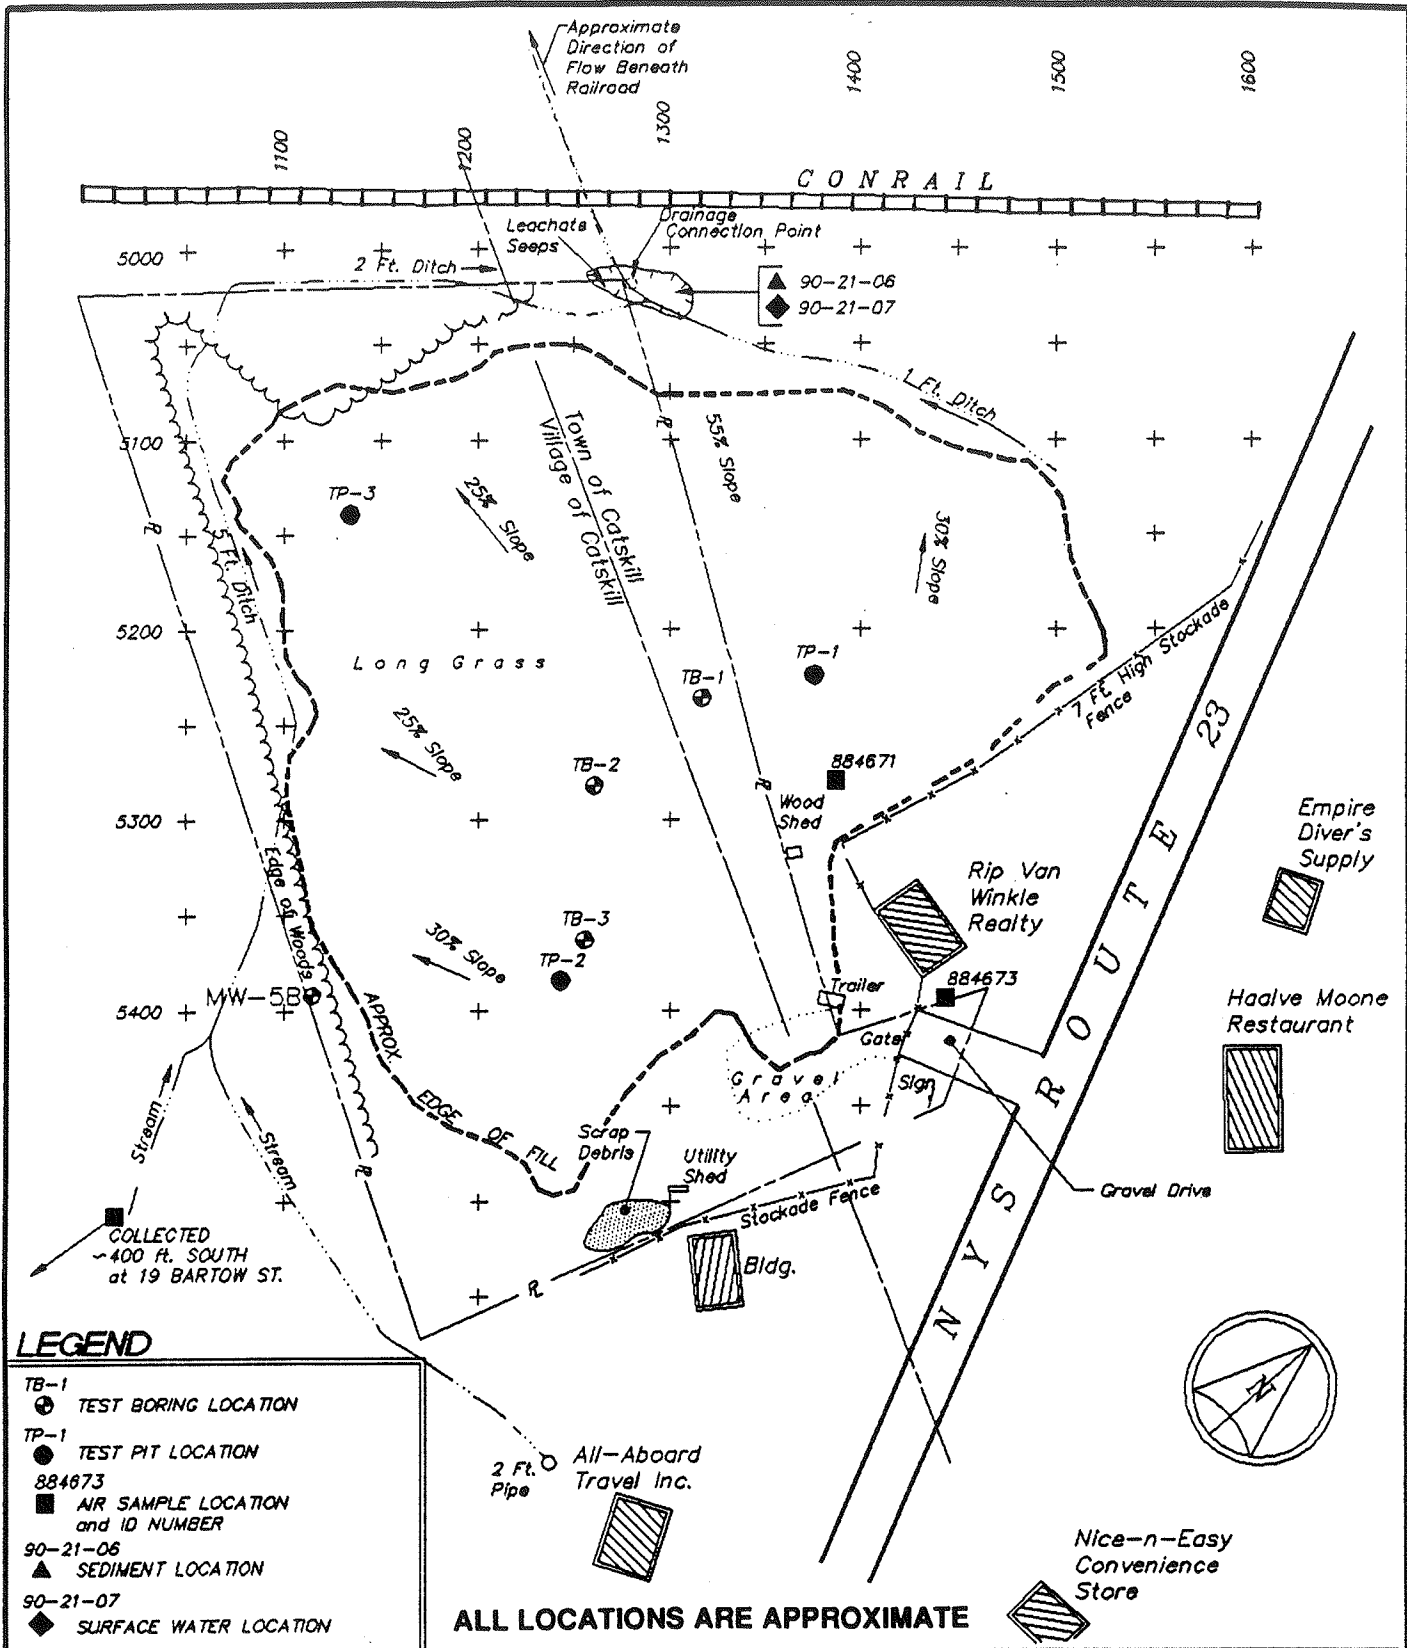 Approximate
Direction of
Flow Beneath
Railroad
1100
1200
1300
1400
1500
1600
CONRAIL
Leachate
Seeps
Drainage
Connection Point
5000
2 Ft. Ditch
90-21-06
90-21-07
1 Ft. Ditch
5100
TP-3
25% Slope
Town of Catskill
Village of Catskill
55% Slope
30% Slope
5 Ft. Ditch
5200
Long Grass
TB-1
TP-1
7 Ft. High Stockade
Fence
25% Slope
TB-2
884671
Wood
Shed
5300
Edge of Woods
Rip Van
Winkle
Realty
Empire
Diver's
Supply
TB-3
30% Slope
TP-2
884673
Trailer
MW-5B
5400
APPROX. EDGE OF FILL
Gate
Gravel
Area
Sign
Haalve Moone
Restaurant
NYS ROUTE 23
Stream
Stream
Scrap
Debris
Utility
Shed
Stockade Fence
Gravel Drive
COLLECTED
~400 ft. SOUTH
at 19 BARTOW ST.
Bldg.
N
LEGEND
TB-1
TEST BORING LOCATION
TP-1
TEST PIT LOCATION
884673
AIR SAMPLE LOCATION
and ID NUMBER
90-21-06
SEDIMENT LOCATION
90-21-07
SURFACE WATER LOCATION
2 Ft.
Pipe
All-Aboard
Travel Inc.
Nice-n-Easy
Convenience
Store
ALL LOCATIONS ARE APPROXIMATE